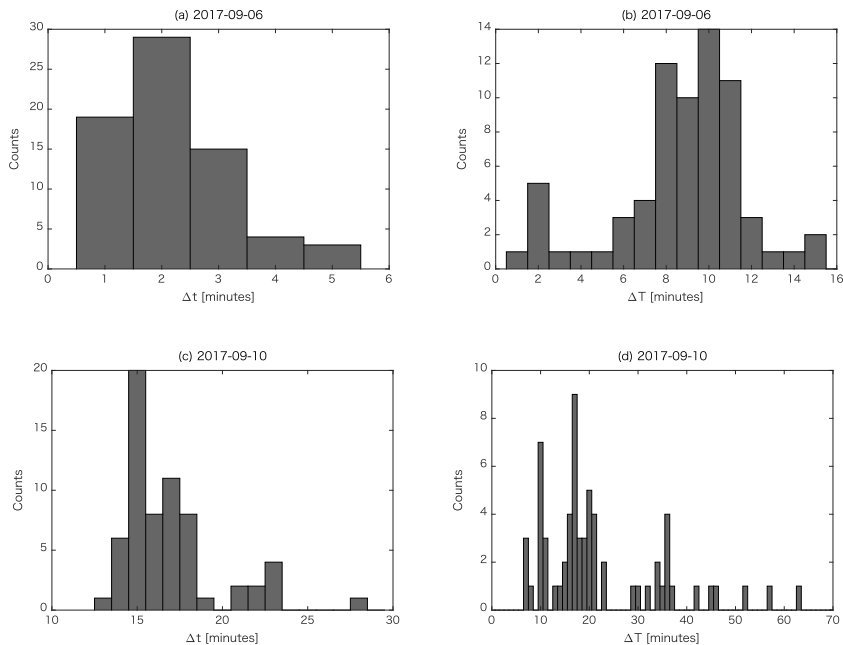 (a) 2017-09-06
30
25
20
15
10
5
0
Counts
0 1 2 3 4 5 6
Δt [minutes]
(b) 2017-09-06
14
12
10
8
6
4
2
0
Counts
0 2 4 6 8 10 12 14 16
ΔT [minutes]
(c) 2017-09-10
20
15
10
5
0
Counts
10 15 20 25 30
Δt [minutes]
(d) 2017-09-10
10
8
6
4
2
0
Counts
0 10 20 30 40 50 60 70
ΔT [minutes]